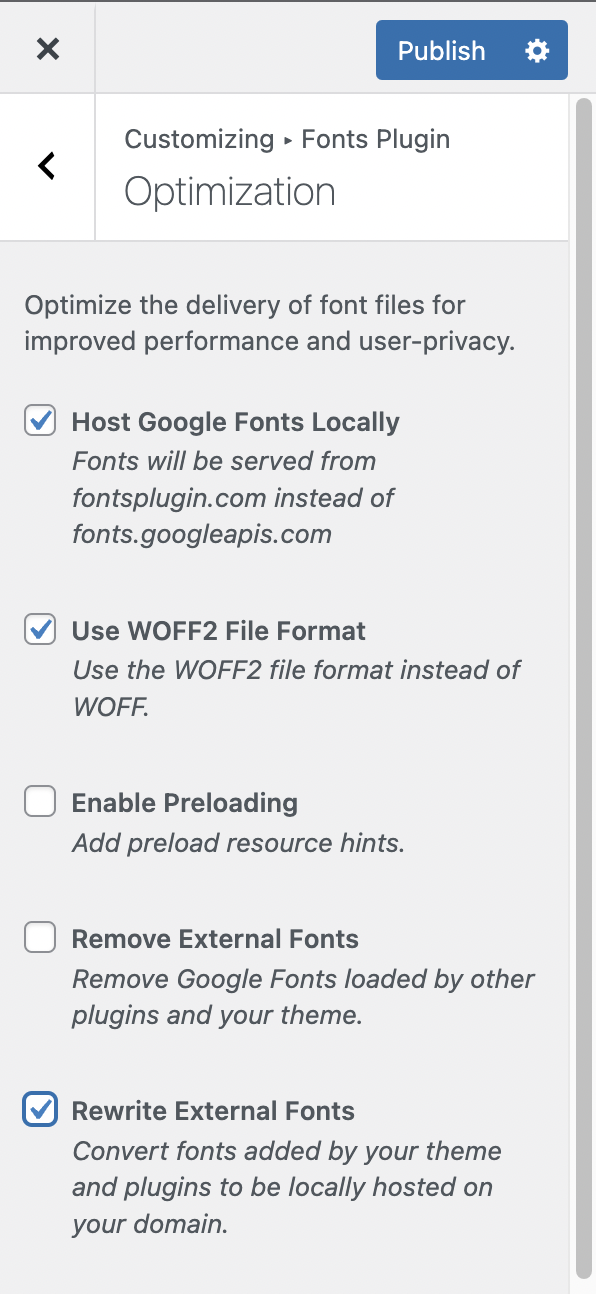 Publish
Customizing ▸ Fonts Plugin
Optimization
Optimize the delivery of font files for
improved performance and user-privacy.
Host Google Fonts Locally
Fonts will be served from
fontsplugin.com instead of
fonts.googleapis.com
Use WOFF2 File Format
Use the WOFF2 file format instead of
WOFF.
Enable Preloading
Add preload resource hints.
Remove External Fonts
Remove Google Fonts loaded by other
plugins and your theme.
Rewrite External Fonts
Convert fonts added by your theme
and plugins to be locally hosted on
your domain.